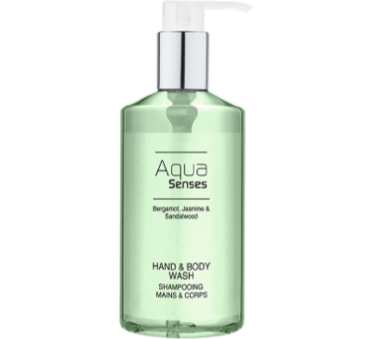 Aqua
Senses
Bergamot, Jasmine &
Sandalwood
HAND & BODY
WASH
SHAMPOOING
MAINS & CORPS